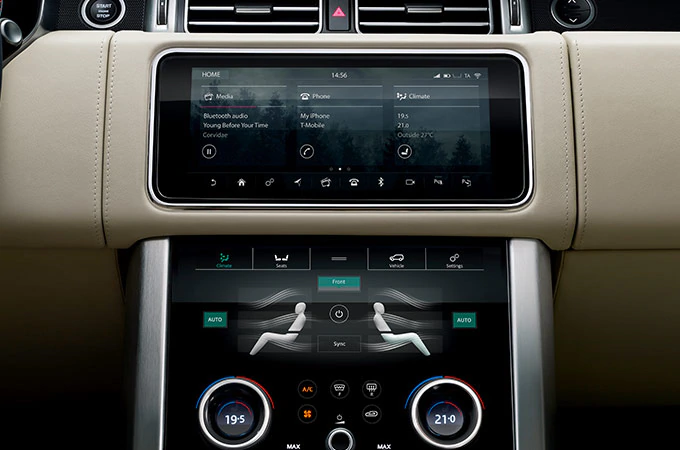 START
STOP
HOME 14:56 TA
Media Phone Climate
Bluetooth audio My iPhone 19.5
Young Before Your Time T-Mobile 21.0
Corvidae Outside 27°C
Climate Seats Vehicle Settings
Front
AUTO AUTO
Sync
A/C F R
19.5 21.0
MAX MAX